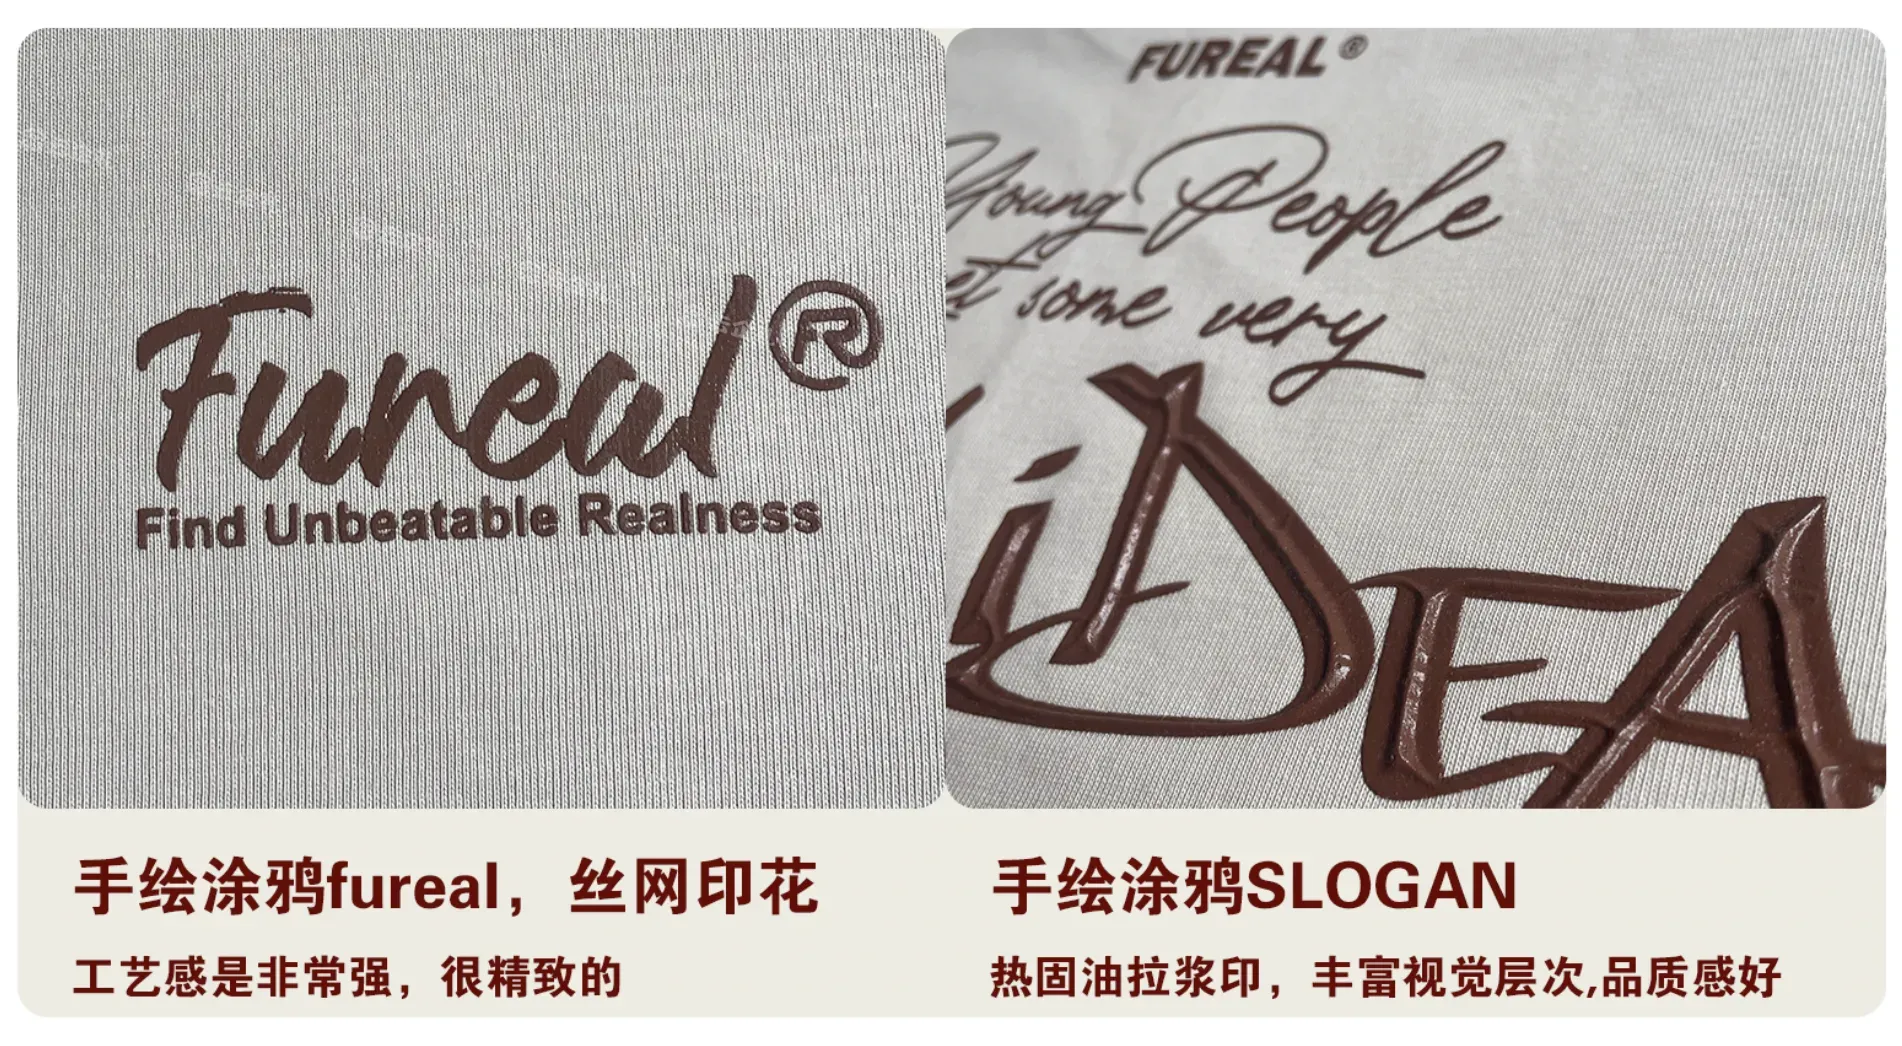 Fureal®
Find Unbeatable Realness
FUREAL®
Young People
some very
iDEA
手绘涂鸦fureal，丝网印花
工艺感是非常强，很精致的
手绘涂鸦SLOGAN
热固油拉浆印，丰富视觉层次,品质感好